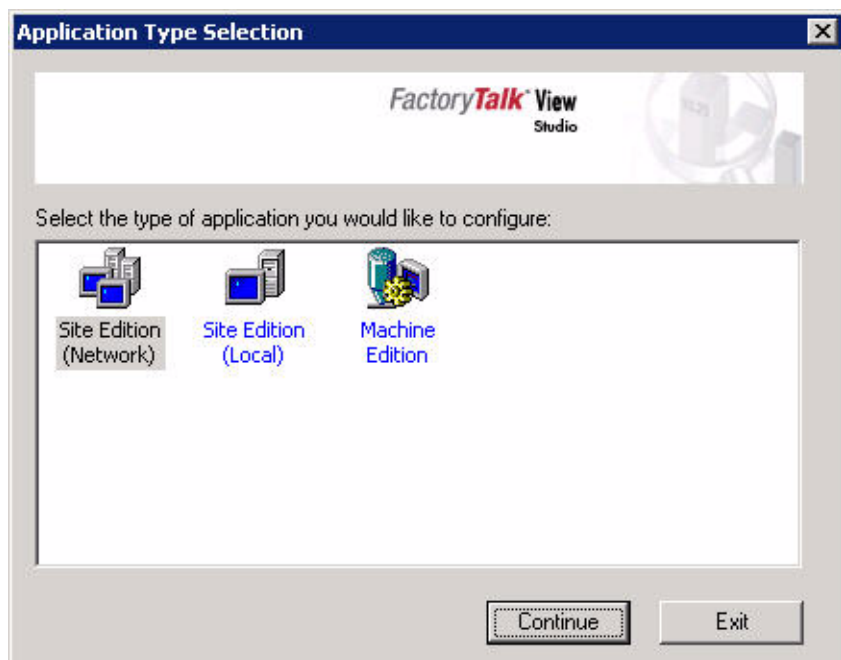 Application Type Selection
FactoryTalk View
Studio
Select the type of application you would like to configure:
Site Edition
(Network)
Site Edition
(Local)
Machine
Edition
Continue
Exit